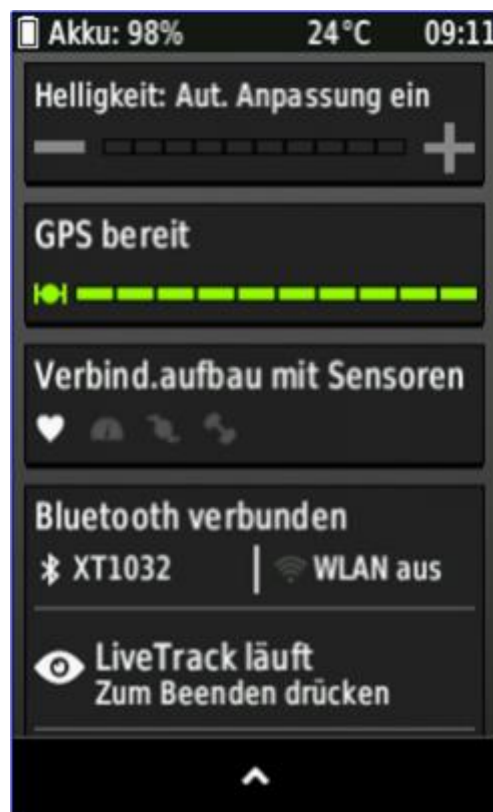 Akku: 98% 24°C 09:11
Helligkeit: Aut. Anpassung ein
GPS bereit
Verbind.aufbau mit Sensoren
Bluetooth verbunden
XT1032 WLAN aus
LiveTrack läuft
Zum Beenden drücken